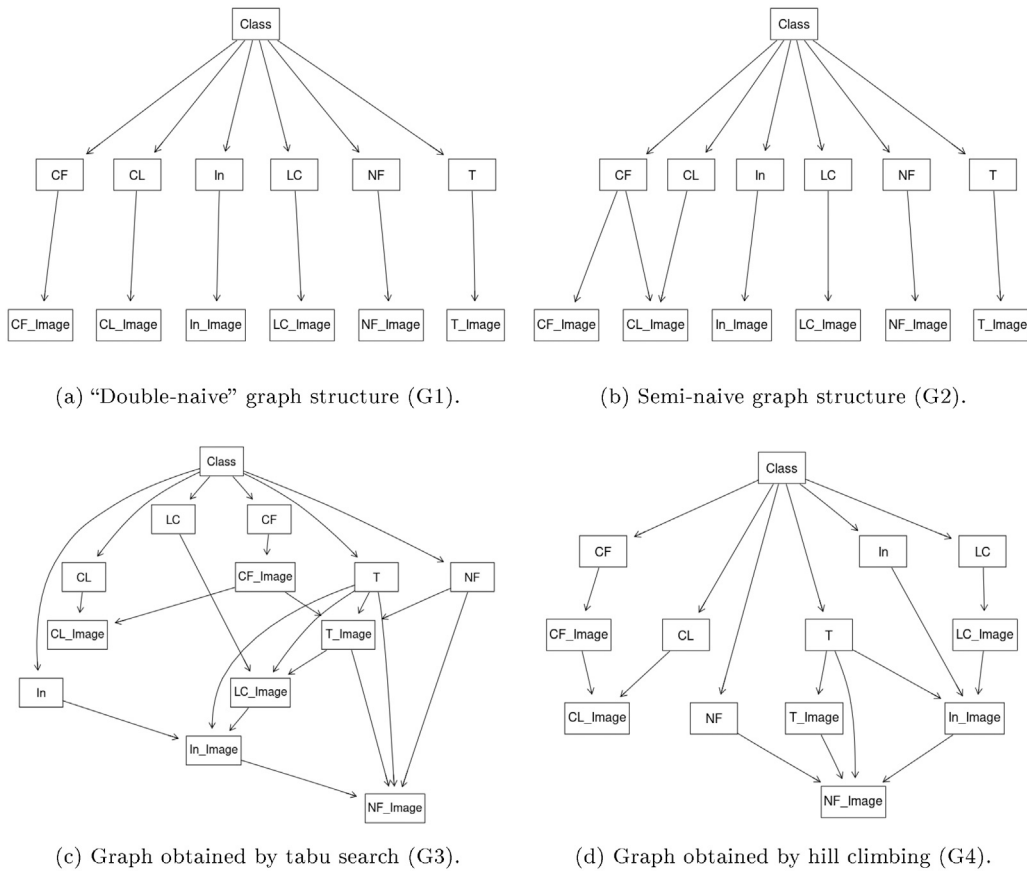 Class
CF
CL
In
LC
NF
T
CF_Image
CL_Image
In_Image
LC_Image
NF_Image
T_Image
(a) “Double-naive” graph structure (G1).
Class
CF
CL
In
LC
NF
T
CF_Image
CL_Image
In_Image
LC_Image
NF_Image
T_Image
(b) Semi-naive graph structure (G2).
Class
LC
CF
CL
CF_Image
T
NF
CL_Image
T_Image
In
LC_Image
In_Image
NF_Image
(c) Graph obtained by tabu search (G3).
Class
CF
In
LC
CF_Image
CL
T
LC_Image
CL_Image
NF
T_Image
In_Image
NF_Image
(d) Graph obtained by hill climbing (G4).